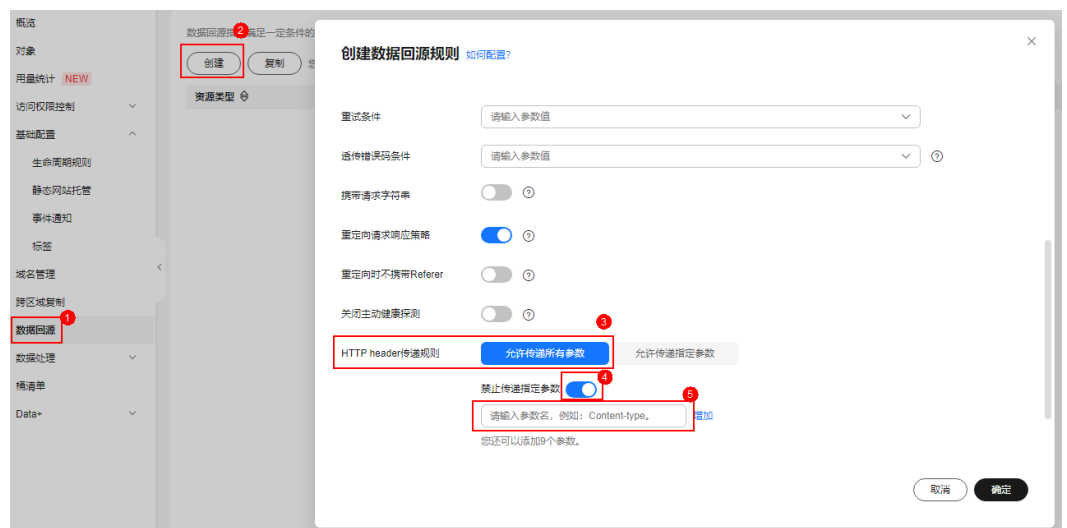 概览
对象
用量统计 NEW
访问权限控制
基础配置
生命周期规则
静态网站托管
事件通知
标签
域名管理
跨区域复制
1
数据回源
数据处理
桶清单
Data+
2
满足一定条件的
创建
复制
资源类型
创建数据回源规则 如何配置?
重试条件 请输入参数值
透传错误码条件 请输入参数值
携带请求字符串
重定向请求响应策略
重定向时不携带Referer
关闭主动健康探测
3
HTTP header传递规则 允许传递所有参数 允许传递指定参数
4
禁止传递指定参数
5
请输入参数名，例如：Content-type。 增加
您还可以添加9个参数。
取消 确定